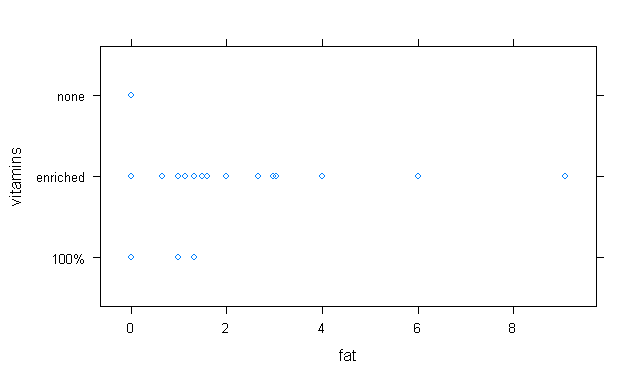 none
enriched
100%
vitamins
0 2 4 6 8
fat